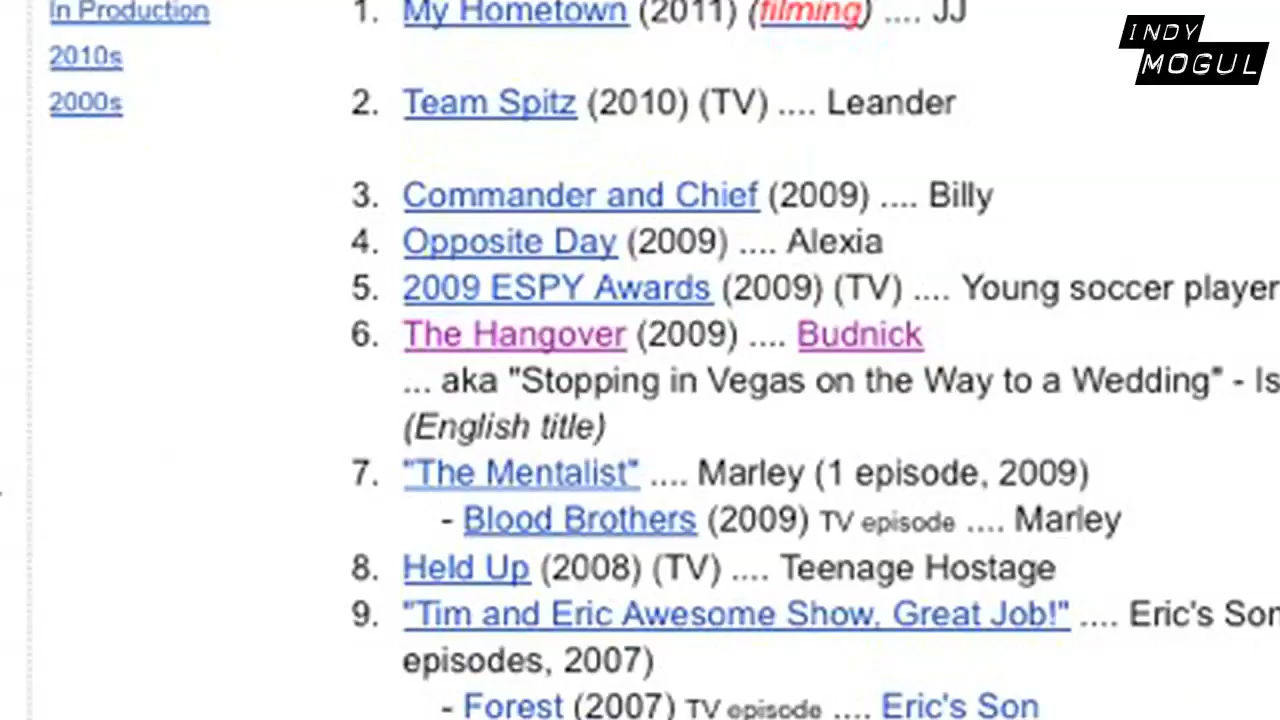 In Production
2010s
2000s
1. My Hometown (2011) (filming) .... JJ
2. Team Spitz (2010) (TV) .... Leander
3. Commander and Chief (2009) .... Billy
4. Opposite Day (2009) .... Alexia
5. 2009 ESPY Awards (2009) (TV) .... Young soccer player
6. The Hangover (2009) .... Budnick
... aka "Stopping in Vegas on the Way to a Wedding" - Is
(English title)
7. "The Mentalist" .... Marley (1 episode, 2009)
- Blood Brothers (2009) TV episode .... Marley
8. Held Up (2008) (TV) .... Teenage Hostage
9. "Tim and Eric Awesome Show, Great Job!" .... Eric's Son
episodes, 2007)
- Forest (2007) TV episode .... Eric's Son
INDY
MOGUL